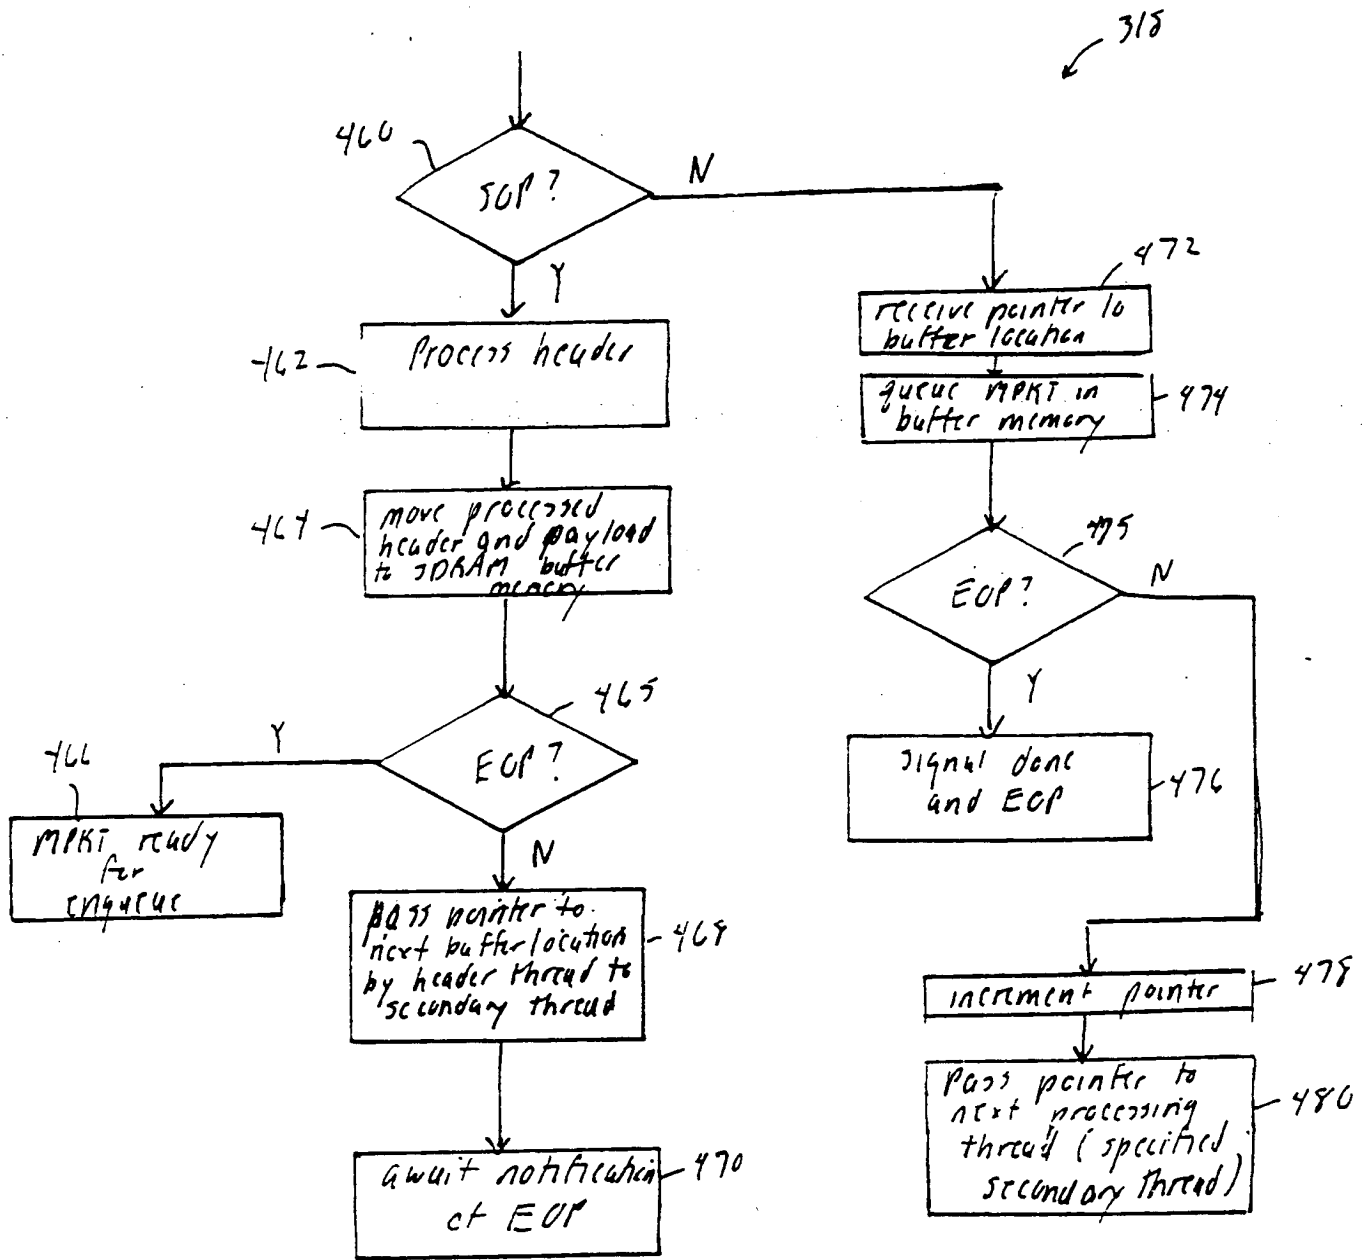 318
460
SOP?
N
Y
472
receive pointer to
buffer location
462
Process header
queue MPKT in
buffer memory
474
464
move processed
header and payload
to SDRAM buffer
memory
475
EOP?
N
Y
465
EOP?
Y
466
MPKT ready
for
enqueue
N
signal done
and EOP
476
pass pointer to
next buffer location
by header thread to
secondary thread
468
478
increment pointer
Pass pointer to
next processing
thread (specified
secondary thread)
480
await notification
of EOP
470